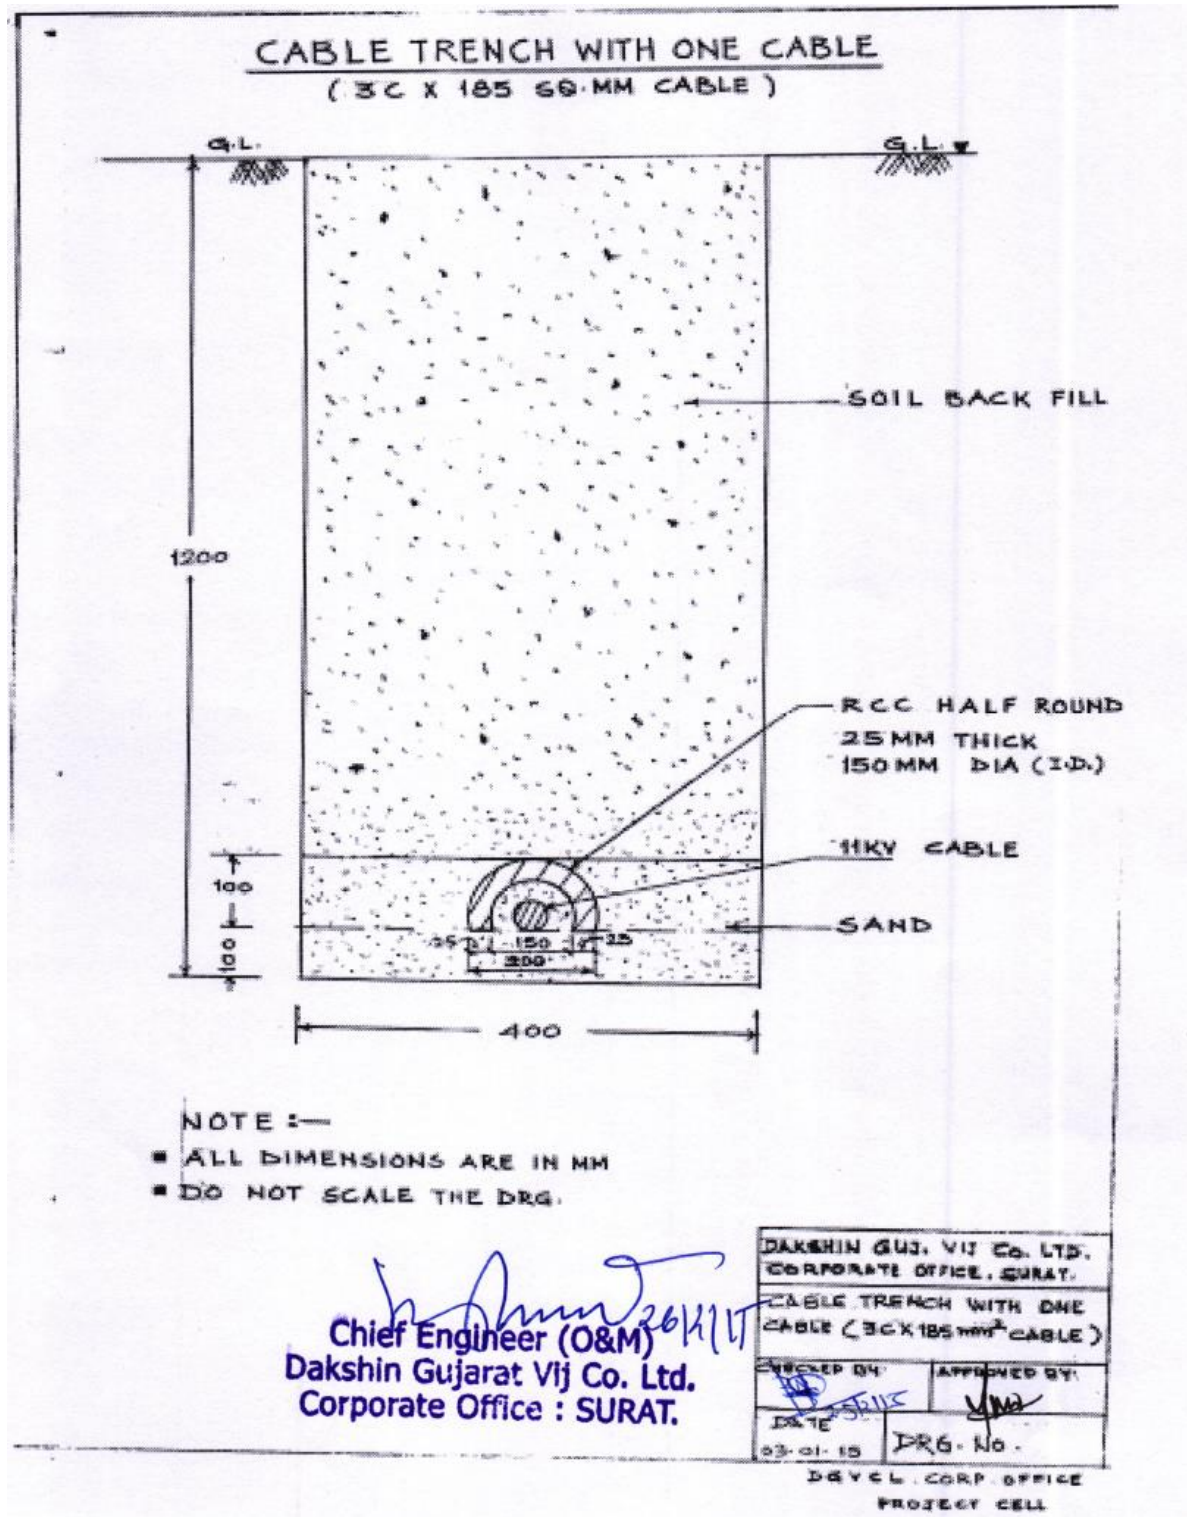 CABLE TRENCH WITH ONE CABLE
( 3C X 185 SQ.MM CABLE )
G.L.
G.L.
SOIL BACK FILL
1200
RCC HALF ROUND
25 MM THICK
150 MM DIA (I.D.)
11KV CABLE
100
SAND
25 150 25
200
100
400
NOTE :—
▪ ALL DIMENSIONS ARE IN MM
▪ DO NOT SCALE THE DRG.
DAKSHIN GUJ. VIJ CO. LTD.
CORPORATE OFFICE, SURAT.
CABLE TRENCH WITH ONE
CABLE (3CX185 mm² CABLE)
CHECKED BY: APPROVED BY:
DATE
03-01-15 DRG. No.
DGVCL. CORP. OFFICE
PROJECT CELL
Chief Engineer (O&M)
Dakshin Gujarat Vij Co. Ltd.
Corporate Office : SURAT.